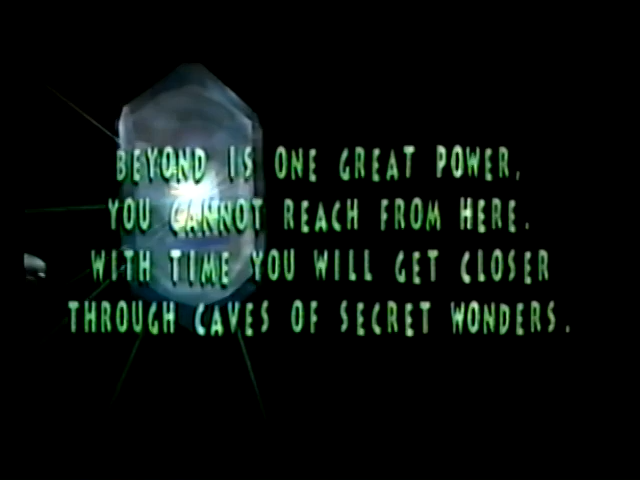 BEYOND IS ONE GREAT POWER,
YOU CANNOT REACH FROM HERE.
WITH TIME YOU WILL GET CLOSER
THROUGH CAVES OF SECRET WONDERS.